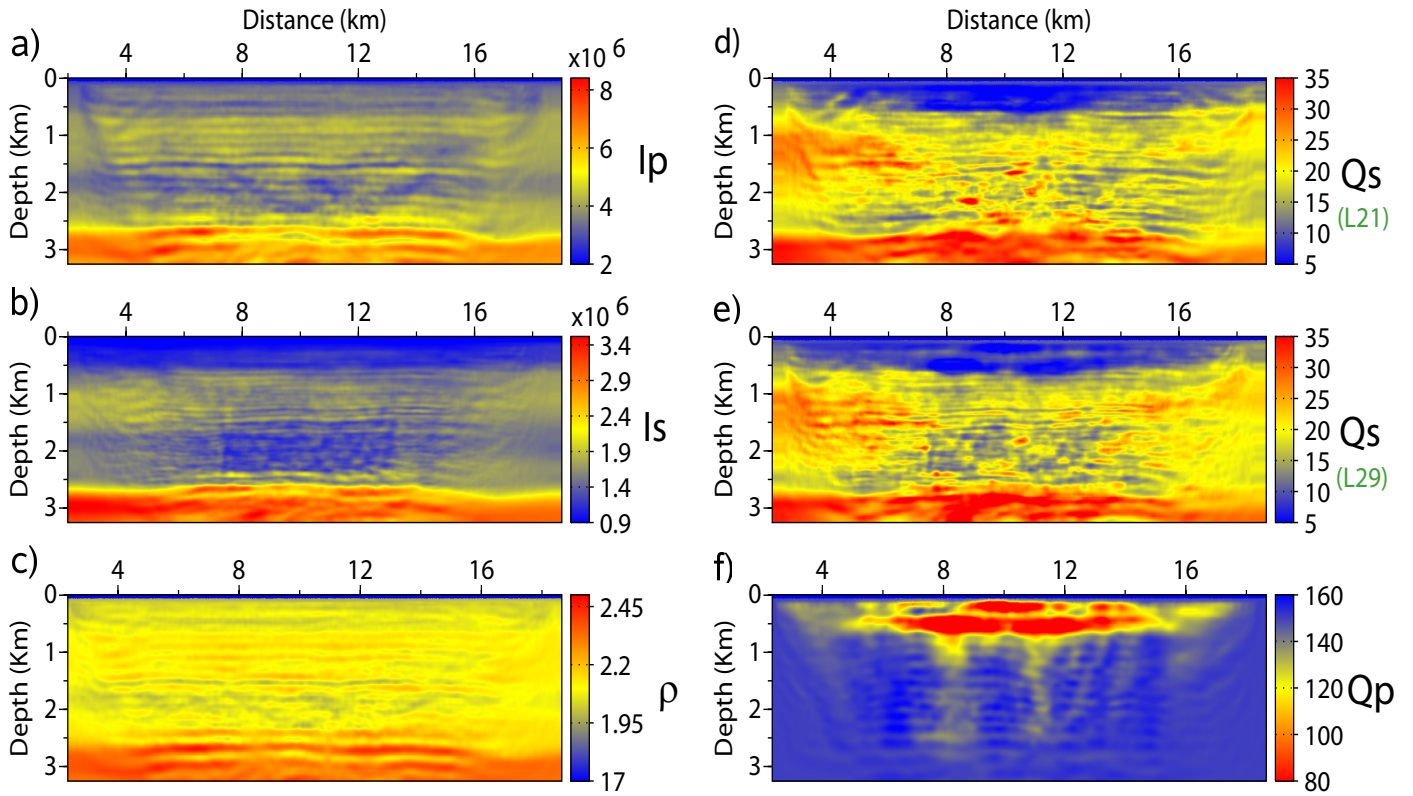 Distance (km)
a)
4 8 12 16
x10 6
0
1
2
3
Depth (Km)
8
6
4
2
Ip
b)
4 8 12 16
x10 6
0
1
2
3
Depth (Km)
3.4
2.9
2.4
1.9
1.4
0.9
Is
c)
4 8 12 16
0
1
2
3
Depth (Km)
2.45
2.2
1.95
17
ρ
Distance (km)
d)
4 8 12 16
0
1
2
3
Depth (Km)
35
30
25
20
15
10
5
Qs
(L21)
e)
4 8 12 16
0
1
2
3
Depth (Km)
35
30
25
20
15
10
5
Qs
(L29)
f)
4 8 12 16
0
1
2
3
Depth (Km)
160
140
120
100
80
Qp